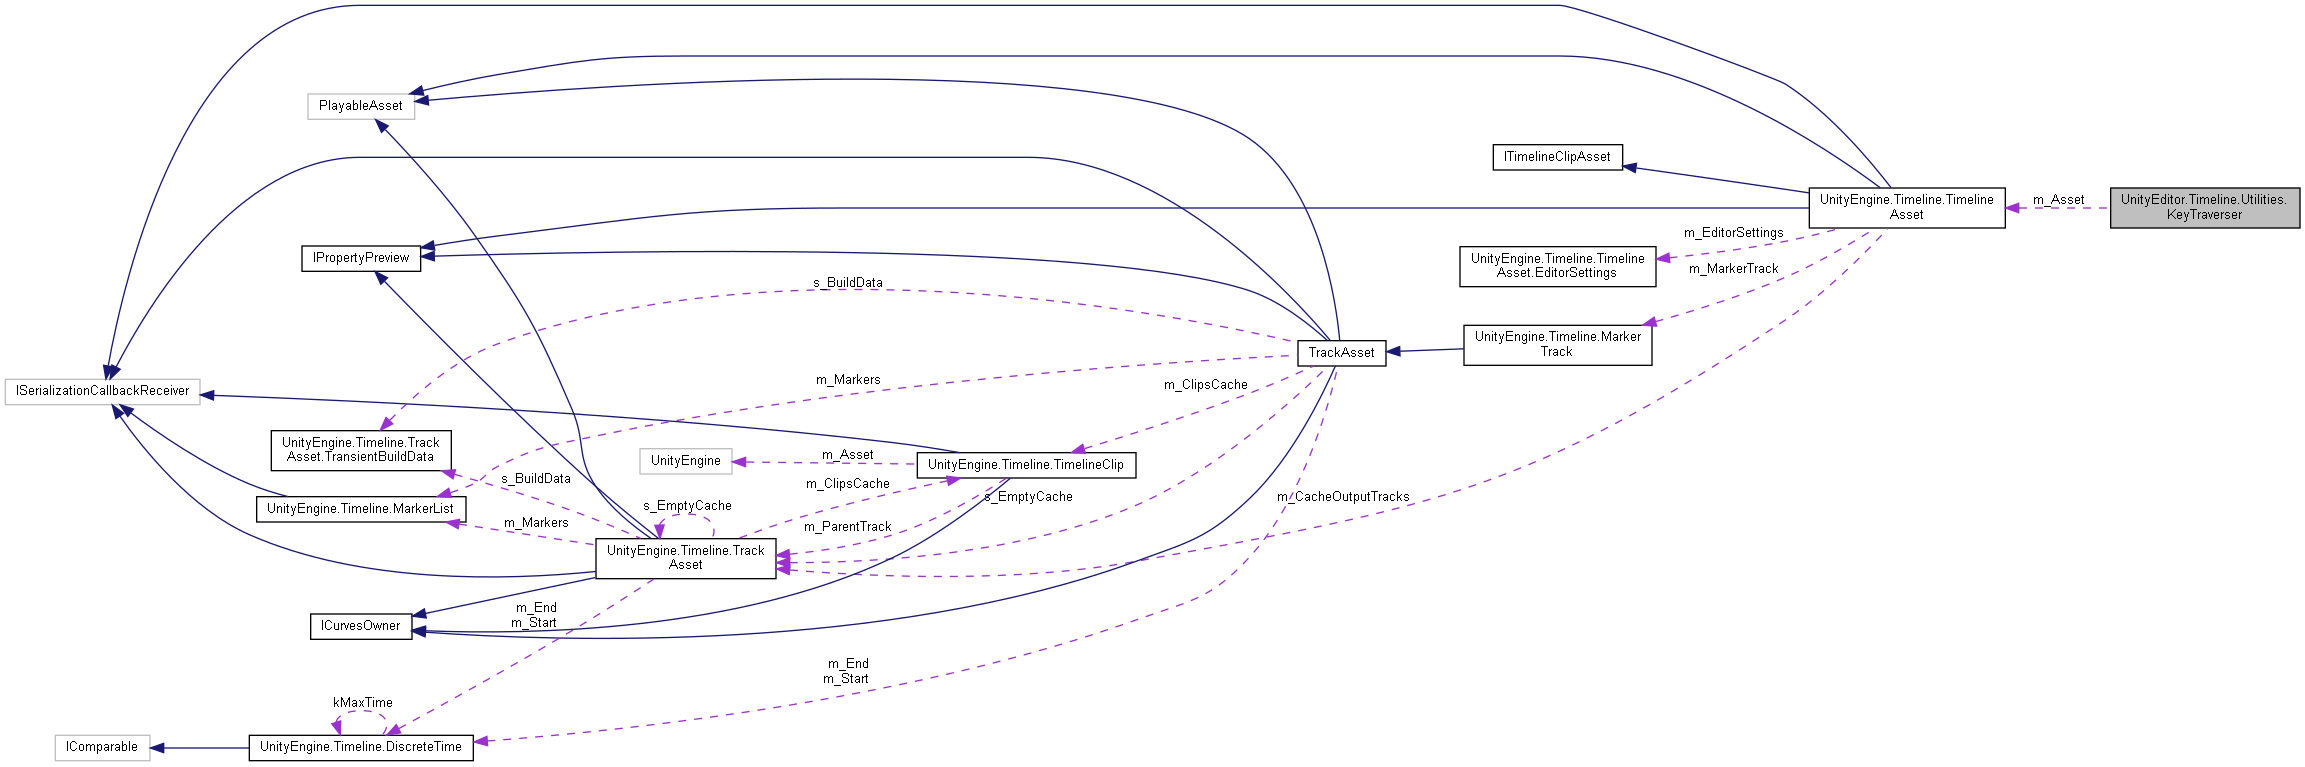 PlayableAsset
ITimelineClipAsset
UnityEngine.Timeline.Timeline
Asset
m_Asset
UnityEditor.Timeline.Utilities.
KeyTraverser
IPropertyPreview
m_EditorSettings
UnityEngine.Timeline.Timeline
Asset.EditorSettings
m_MarkerTrack
s_BuildData
UnityEngine.Timeline.Marker
Track
TrackAsset
ISerializationCallbackReceiver
m_Markers
m_ClipsCache
UnityEngine.Timeline.Track
Asset.TransientBuildData
UnityEngine
m_Asset
UnityEngine.Timeline.TimelineClip
s_BuildData
m_ClipsCache
s_EmptyCache
m_CacheOutputTracks
UnityEngine.Timeline.MarkerList
s_EmptyCache
m_Markers
m_ParentTrack
UnityEngine.Timeline.Track
Asset
m_End
m_Start
ICurvesOwner
m_End
m_Start
kMaxTime
IComparable
UnityEngine.Timeline.DiscreteTime